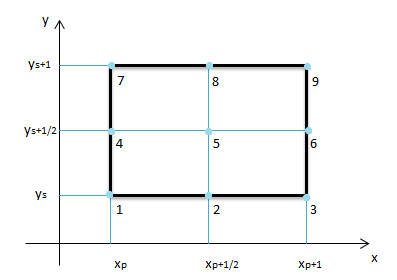 y
ys+1
7 8 9
ys+1/2
4 5 6
ys
1 2 3
x
xp xp+1/2 xp+1